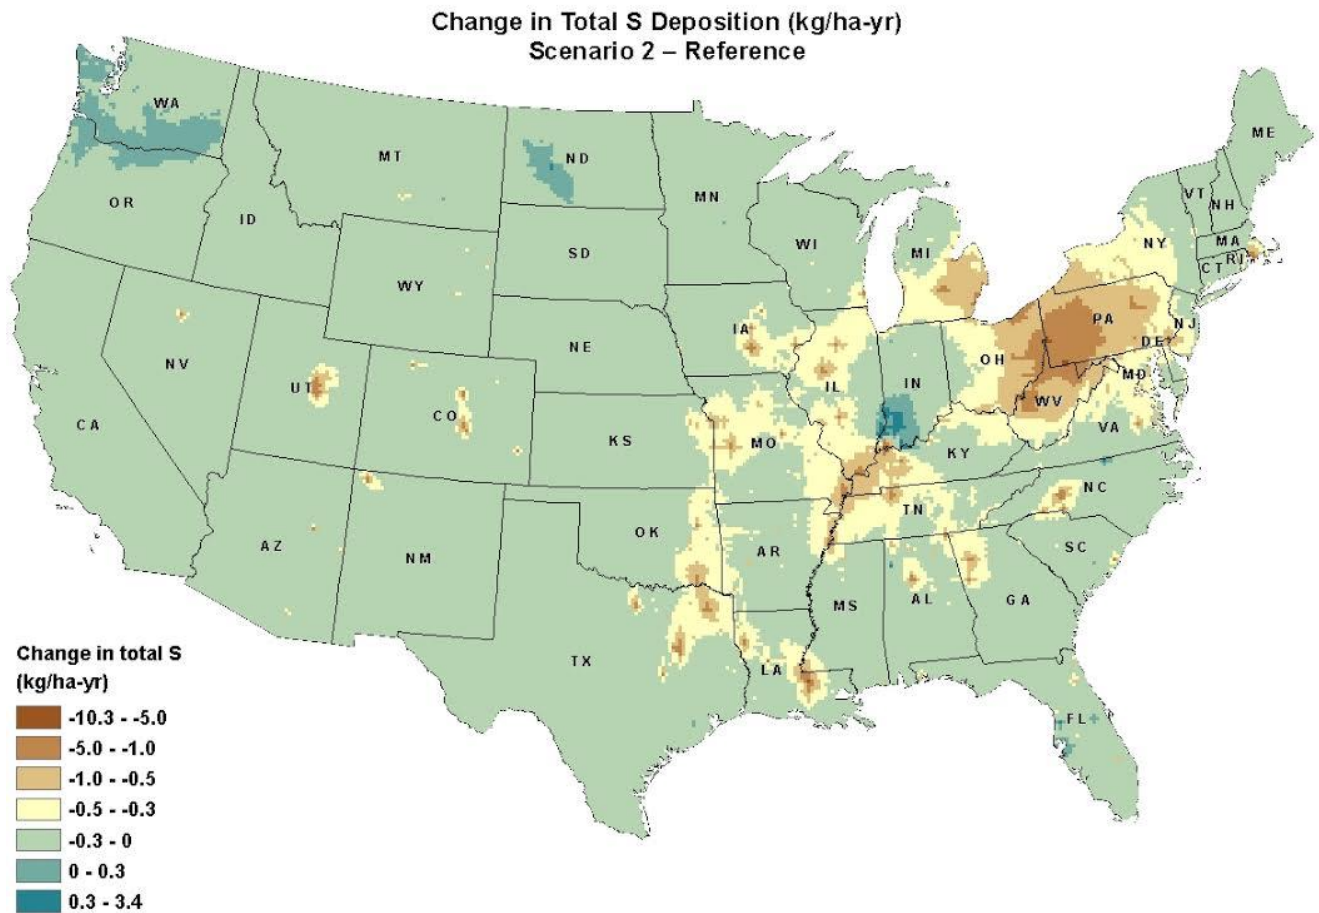 Change in Total S Deposition (kg/ha-yr)
Scenario 2 – Reference
WA
MT
ND
MN
ME
OR
ID
WY
SD
WI
MI
NY
VT
NH
MA
CT
RI
NV
UT
CO
NE
IA
IL
IN
OH
PA
NJ
DE
MD
WV
VA
CA
KS
MO
KY
NC
TN
AZ
NM
OK
AR
SC
MS
AL
GA
TX
LA
FL
Change in total S
(kg/ha-yr)
-10.3 - -5.0
-5.0 - -1.0
-1.0 - -0.5
-0.5 - -0.3
-0.3 - 0
0 - 0.3
0.3 - 3.4